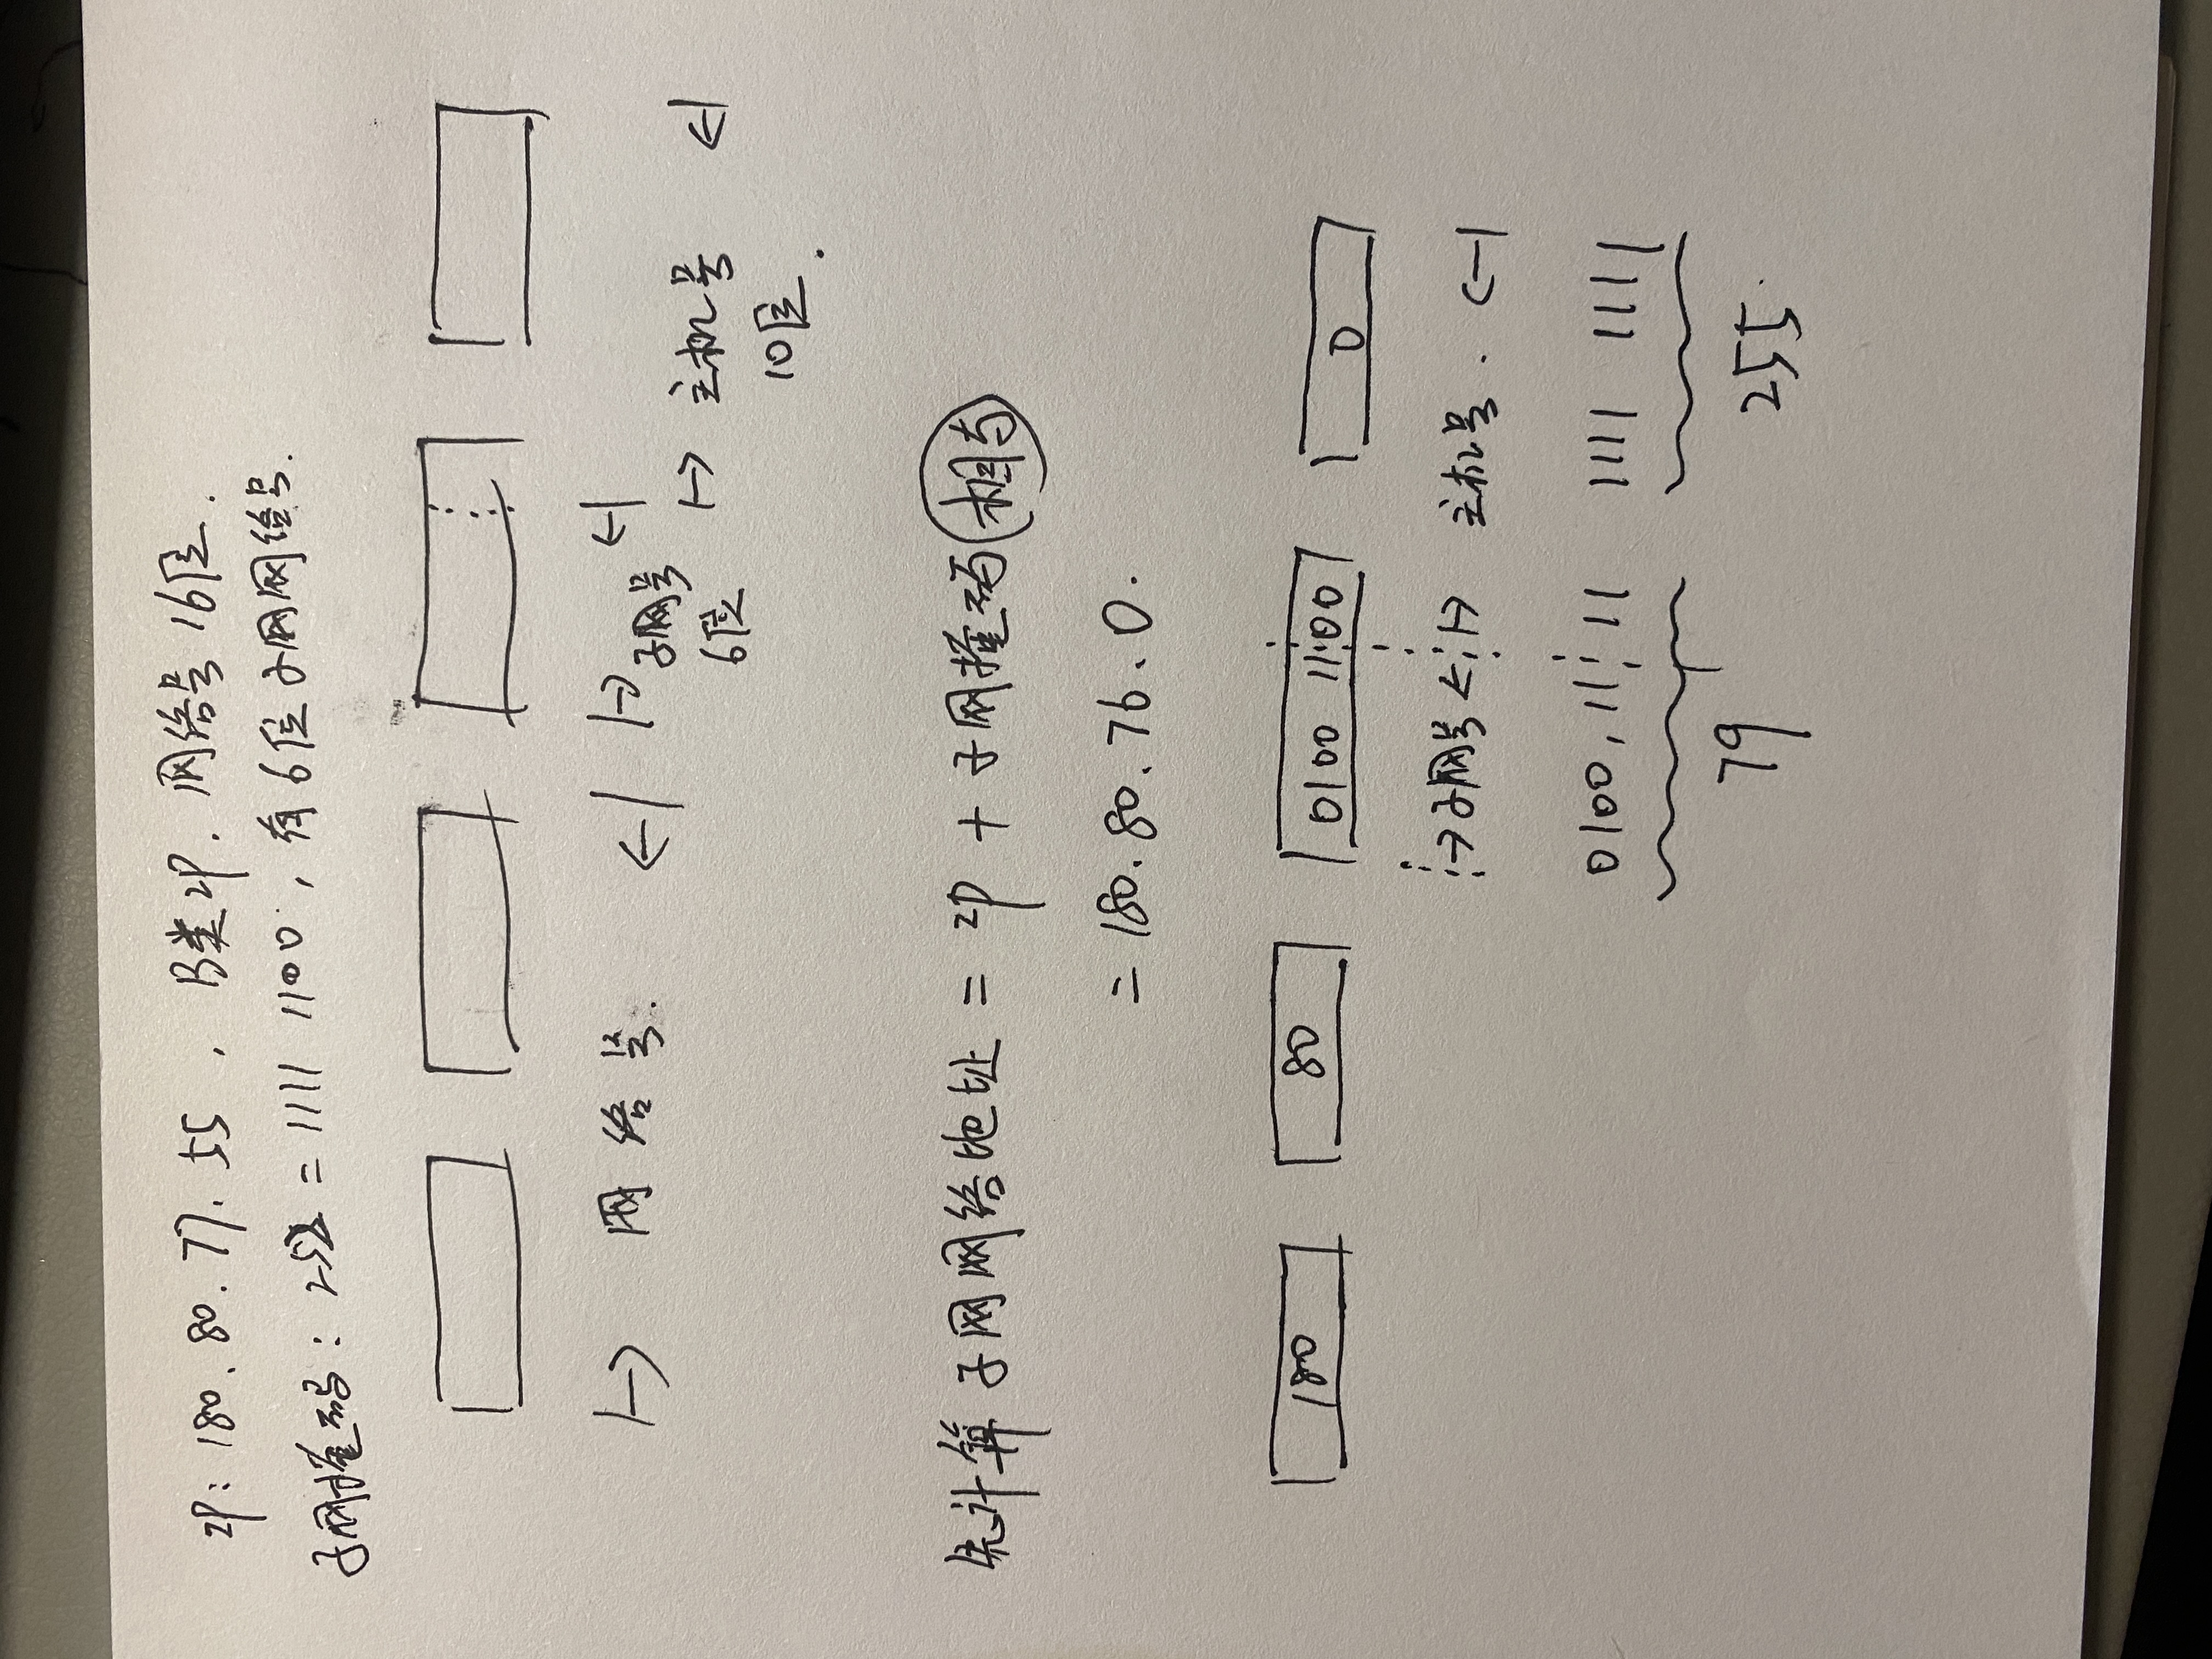 IP: 180.80.77.55, B类IP. 网络号16位.
子网掩码: 252 = 1111 1100, 有6位子网网络号.
|-> 网络号. <-| |-> 子网号 <-|
6位
|-> 主机号 <-|
10位.
先计算子网网络地址 = IP + 子网掩码 相与
= 180.80.76.0.
180 80 0100 11:00 0
|-> 子网号 <-|-> 主机号. <-|
0100,11 11 1111 1111
79 255.